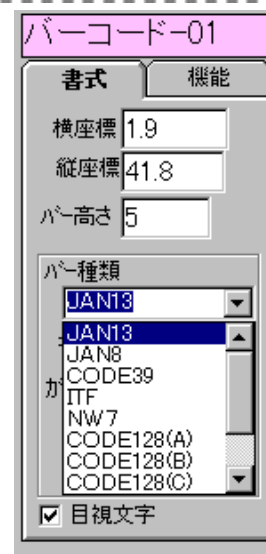 バーコード-01
書式 機能
横座標 1.9
縦座標 41.8
バー高さ 5
バー種類
JAN13
JAN13
JAN8
CODE39
ITF
NW7
CODE128(A)
CODE128(B)
CODE128(C)
目視文字